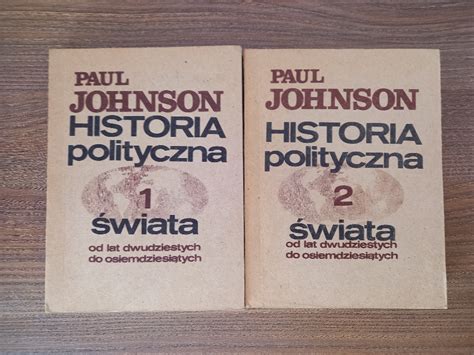 PAUL
JOHNSON
HISTORIA
polityczna
1
świata
od lat dwudziestych
do osiemdziesiątych
PAUL
JOHNSON
HISTORIA
polityczna
2
świata
od lat dwudziestych
do osiemdziesiątych